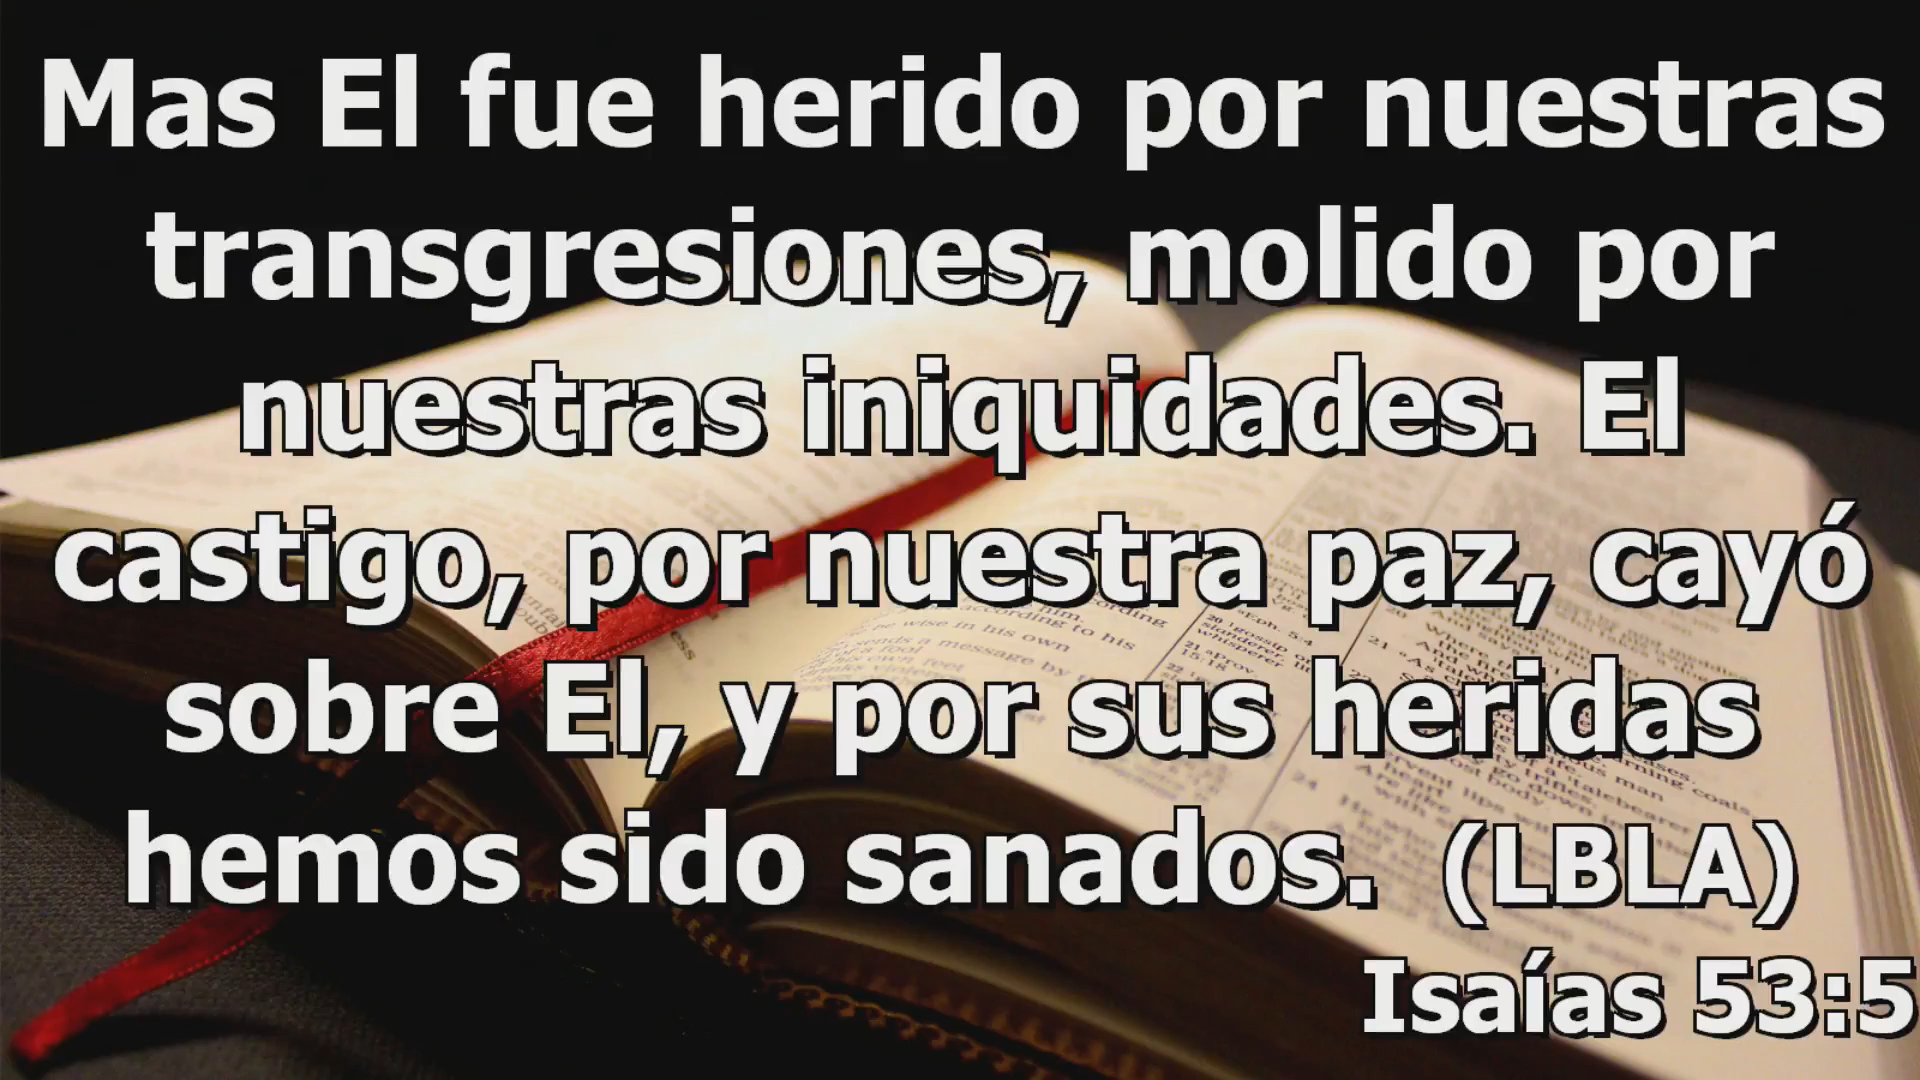 Mas El fue herido por nuestras
transgresiones, molido por
nuestras iniquidades. El
castigo, por nuestra paz, cayó
sobre El, y por sus heridas
hemos sido sanados. (LBLA)
Isaías 53:5